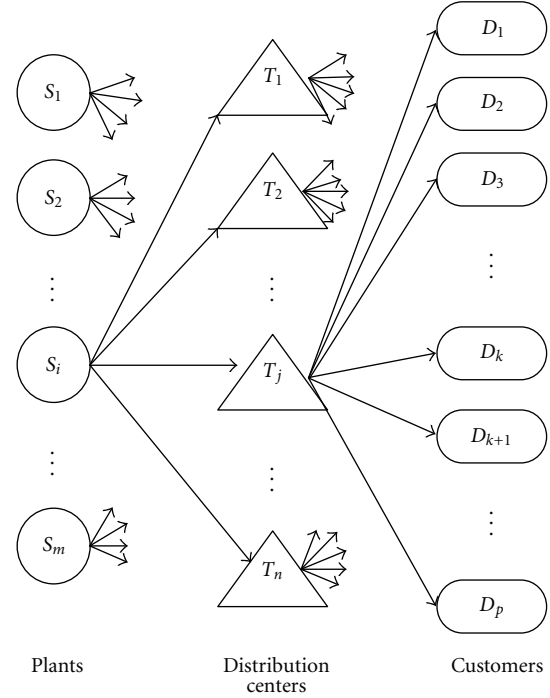 S1
S2
⋮
Si
⋮
Sm
Plants
T1
T2
⋮
Tj
⋮
Tn
Distribution
centers
D1
D2
D3
⋮
Dk
Dk+1
⋮
Dp
Customers